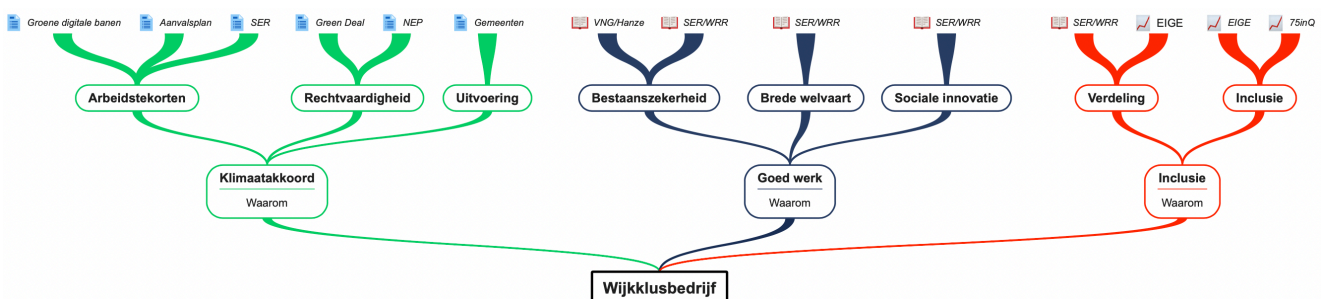 Groene digitale banen
Aanvalsplan
SER
Green Deal
NEP
Gemeenten
VNG/Hanze
SER/WRR
SER/WRR
SER/WRR
SER/WRR
EIGE
EIGE
75inQ
Arbeidstekorten
Rechtvaardigheid
Uitvoering
Bestaanszekerheid
Brede welvaart
Sociale innovatie
Verdeling
Inclusie
Klimaatakkoord
Waarom
Goed werk
Waarom
Inclusie
Waarom
Wijkklusbedrijf